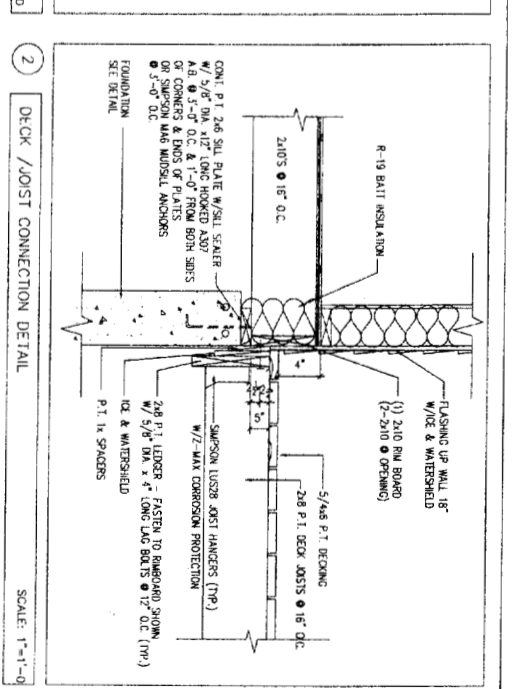 R-19 BATT INSULATION
2x10'S @ 16" O.C.
CONT. P.T. 2x6 SILL PLATE W/SILL SEALER
W/ 5/8" DIA. x12" LONG HOOKED A307
A.B. @ 3'-0" O.C. & 1'-0" FROM BOTH SIDES
OF CORNERS & ENDS OF PLATES
OR SIMPSON MA6 MUDSILL ANCHORS
@ 3'-0" O.C.
FOUNDATION
SEE DETAIL
FLASHING UP WALL 18"
W/ICE & WATERSHIELD
(1) 2x10 RIM BOARD
(2-2x10 @ OPENING)
4"
5/4x6 P.T. DECKING
2x8 P.T. DECK JOISTS @ 16" O.C.
5"
SIMPSON LUS28 JOIST HANGERS (TYP.)
W/Z-MAX CORROSION PROTECTION
2x8 P.T. LEDGER - FASTEN TO RIMBOARD SHOWN
W/ 5/8" DIA. x 4" LONG LAG BOLTS @ 12" O.C. (TYP.)
ICE & WATERSHIELD
P.T. 1x SPACERS
2
DECK /JOIST CONNECTION DETAIL
SCALE: 1"=1'-0